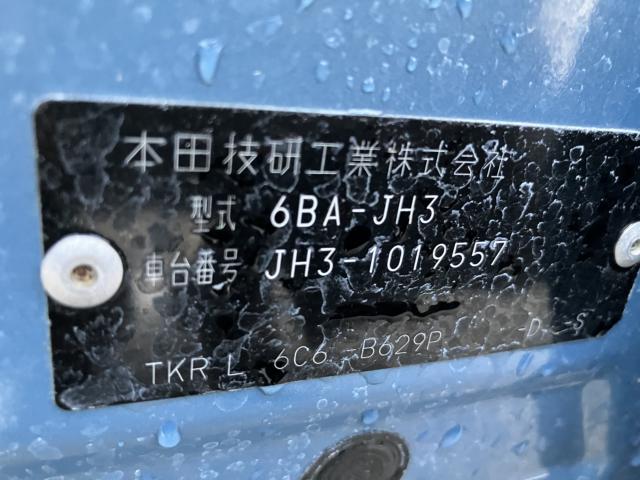 本田技研工業株式会社
型式 6BA-JH3
車台番号 JH3-1019557
TKR L 6C6 -B629P -D -S